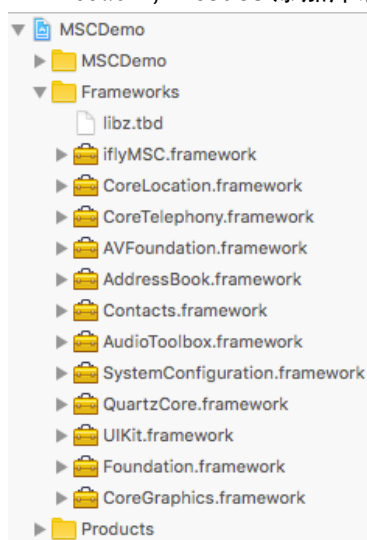 MSCDemo
MSCDemo
Frameworks
libz.tbd
iflyMSC.framework
CoreLocation.framework
CoreTelephony.framework
AVFoundation.framework
AddressBook.framework
Contacts.framework
AudioToolbox.framework
SystemConfiguration.framework
QuartzCore.framework
UIKit.framework
Foundation.framework
CoreGraphics.framework
Products